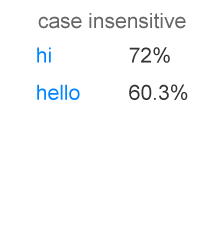 case insensitive
hi 72%
hello 60.3%